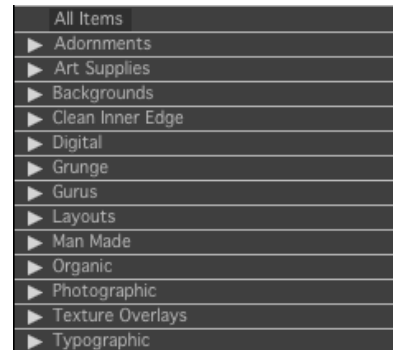 All Items
Adornments
Art Supplies
Backgrounds
Clean Inner Edge
Digital
Grunge
Gurus
Layouts
Man Made
Organic
Photographic
Texture Overlays
Typographic